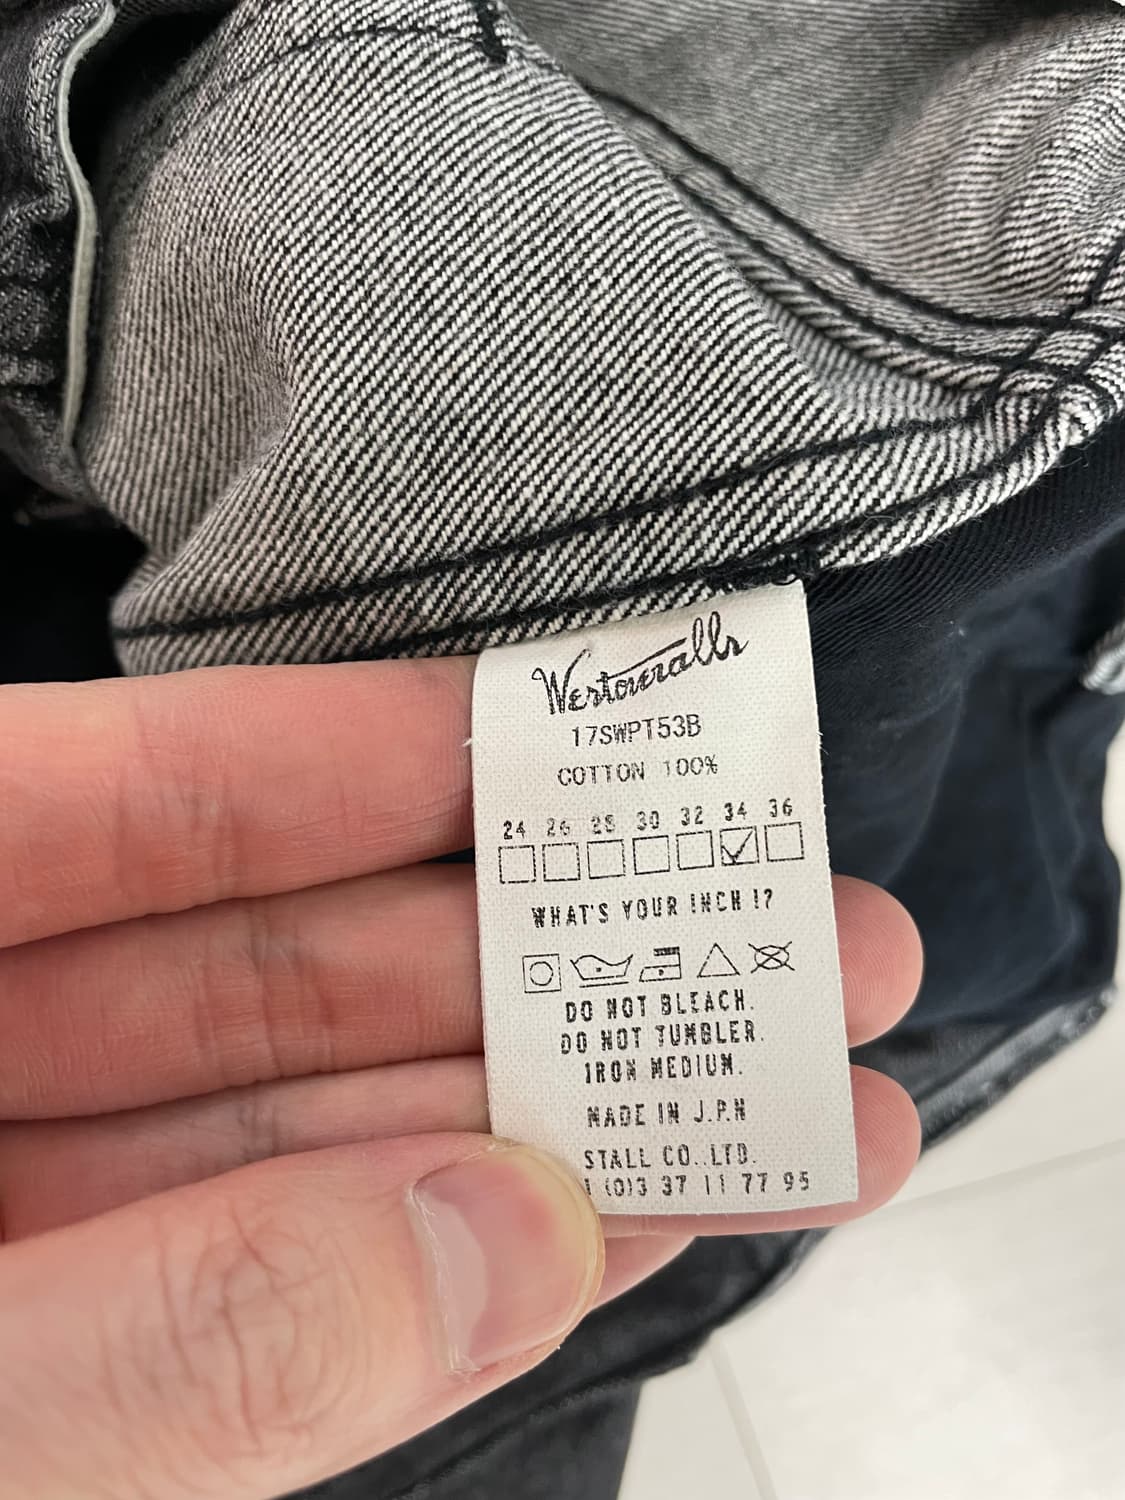 Westoveralls
17SWPT53B
COTTON 100%
24 26 28 30 32 34 36
WHAT'S YOUR INCH !?
DO NOT BLEACH.
DO NOT TUMBLER.
IRON MEDIUM.
MADE IN J.P.N
STALL CO.,LTD.
1 (0)3 37 11 77 95